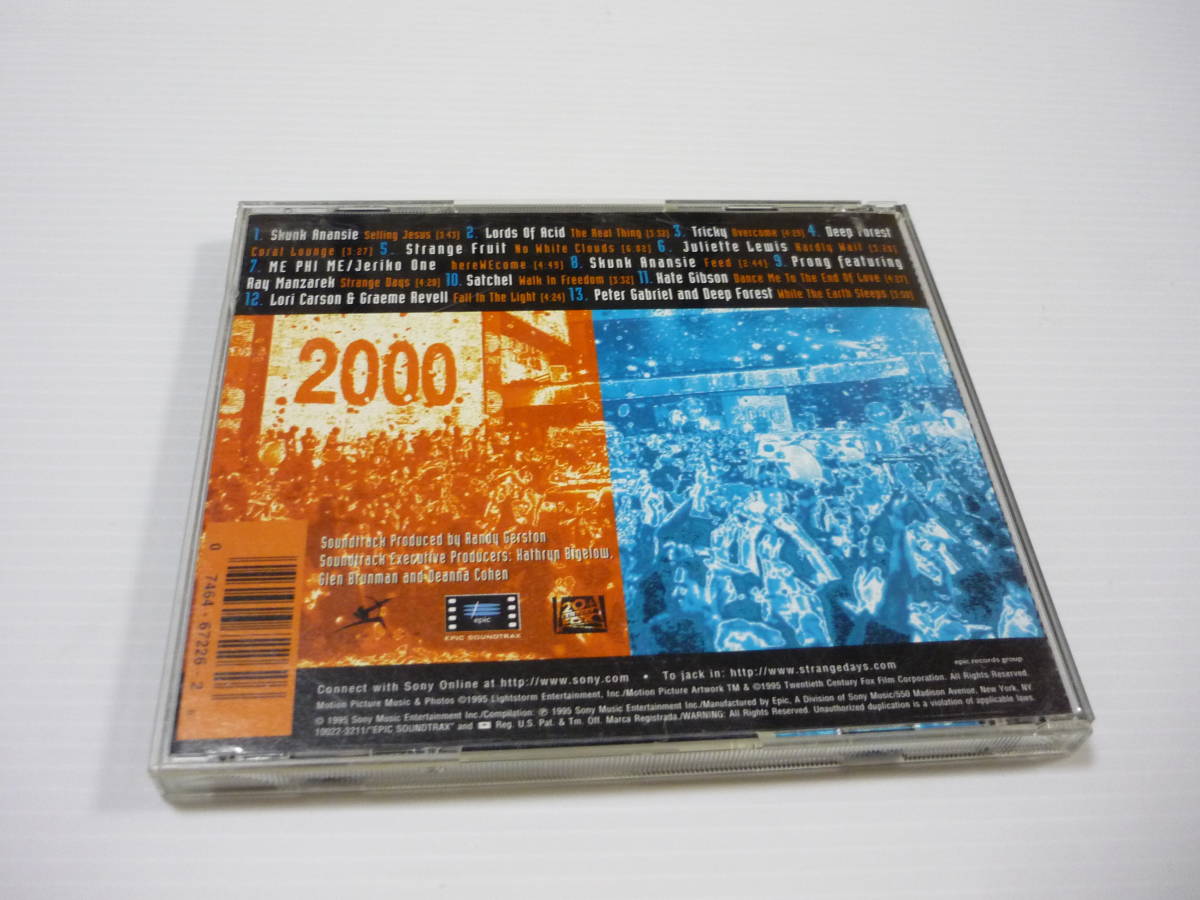 1. Skunk Anansie Selling Jesus [3:43] 2. Lords Of Acid The Real Thing [3:52] 3. Tricky Overcome [4:25] 4. Deep Forest
Coral Lounge [3:27] 5. Strange Fruit No White Clouds [6:02] 6. Juliette Lewis Hardly Wait
7. ME PHI ME/Jeriko One hereWEcome [4:45] 8. Skunk Anansie Feed [2:44] 9. Prong featuring
Ray Manzarek Strange Days [4:20] 10. Satchel Walk In Freedom [3:32] 11. Kate Gibson Dance Me To The End Of Love [4:27]
12. Lori Carson & Graeme Revell Fall In The Light [4:24] 13. Peter Gabriel and Deep Forest While The Earth Sleeps
2000
2000
Soundtrack Produced by Randy Gerston
Soundtrack Executive Producers: Kathryn Bigelow,
Glen Brunman and Deanna Cohen
0 7464-67226-2
epic
EPIC SOUNDTRAX
epic records group
Connect with Sony Online at http://www.sony.com • To jack in: http://www.strangedays.com
Motion Picture Music & Photos ©1995 Lightstorm Entertainment, Inc./Motion Picture Artwork TM & ©1995 Twentieth Century Fox Film Corporation. All Rights Reserved.
© 1995 Sony Music Entertainment Inc./Compilation: ℗ 1995 Sony Music Entertainment Inc./Manufactured by Epic, A Division of Sony Music/550 Madison Avenue, New York, NY
10022-3211/"EPIC SOUNDTRAX" and Reg. U.S. Pat. & Tm. Off. Marca Registrada./WARNING: All Rights Reserved. Unauthorized duplication is a violation of applicable laws.